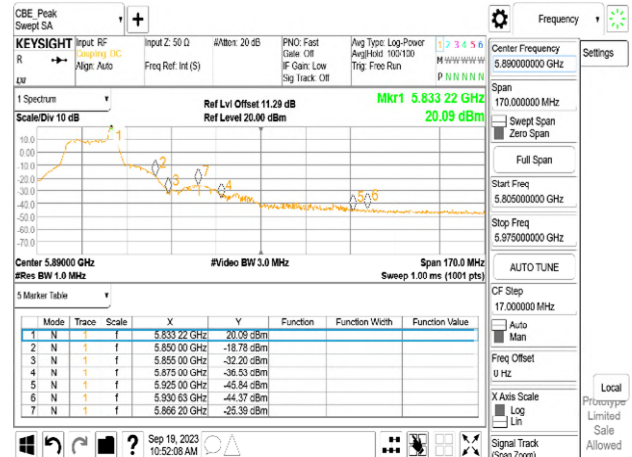 CBE_Peak
Swept SA
+
Frequency
KEYSIGHT
Input: RF
Coupling: DC
Align: Auto
Input Z: 50 Ω
Freq Ref: Int (S)
#Atten: 20 dB
PNO: Fast
Gate: Off
IF Gain: Low
Sig Track: Off
Avg Type: Log-Power
Avg|Hold: 100/100
Trig: Free Run
1 2 3 4 5 6
M W W W W W
P N N N N N
R
Center Frequency
5.890000000 GHz
Settings
Span
170.000000 MHz
Swept Span
Zero Span
Full Span
Start Freq
5.805000000 GHz
Stop Freq
5.975000000 GHz
AUTO TUNE
CF Step
17.000000 MHz
Auto
Man
Freq Offset
0 Hz
X Axis Scale
Log
Lin
Signal Track
(Span Zoom)
Local
Prototype
Limited
Sale
Allowed
1 Spectrum
Scale/Div 10 dB
Ref Lvl Offset 11.29 dB
Ref Level 20.00 dBm
Mkr1 5.833 22 GHz
20.09 dBm
10.0
0.00
-10.0
-20.0
-30.0
-40.0
-50.0
-60.0
-70.0
1
2
3
7
4
5
6
Center 5.89000 GHz
#Res BW 1.0 MHz
#Video BW 3.0 MHz
Span 170.0 MHz
Sweep 1.00 ms (1001 pts)
5 Marker Table
Mode Trace Scale X Y Function Function Width Function Value
1 N 1 f 5.833 22 GHz 20.09 dBm
2 N 1 f 5.850 00 GHz -18.78 dBm
3 N 1 f 5.855 00 GHz -32.20 dBm
4 N 1 f 5.875 00 GHz -36.53 dBm
5 N 1 f 5.925 00 GHz -45.84 dBm
6 N 1 f 5.930 63 GHz -44.37 dBm
7 N 1 f 5.866 20 GHz -25.39 dBm
?
Sep 19, 2023
10:52:08 AM